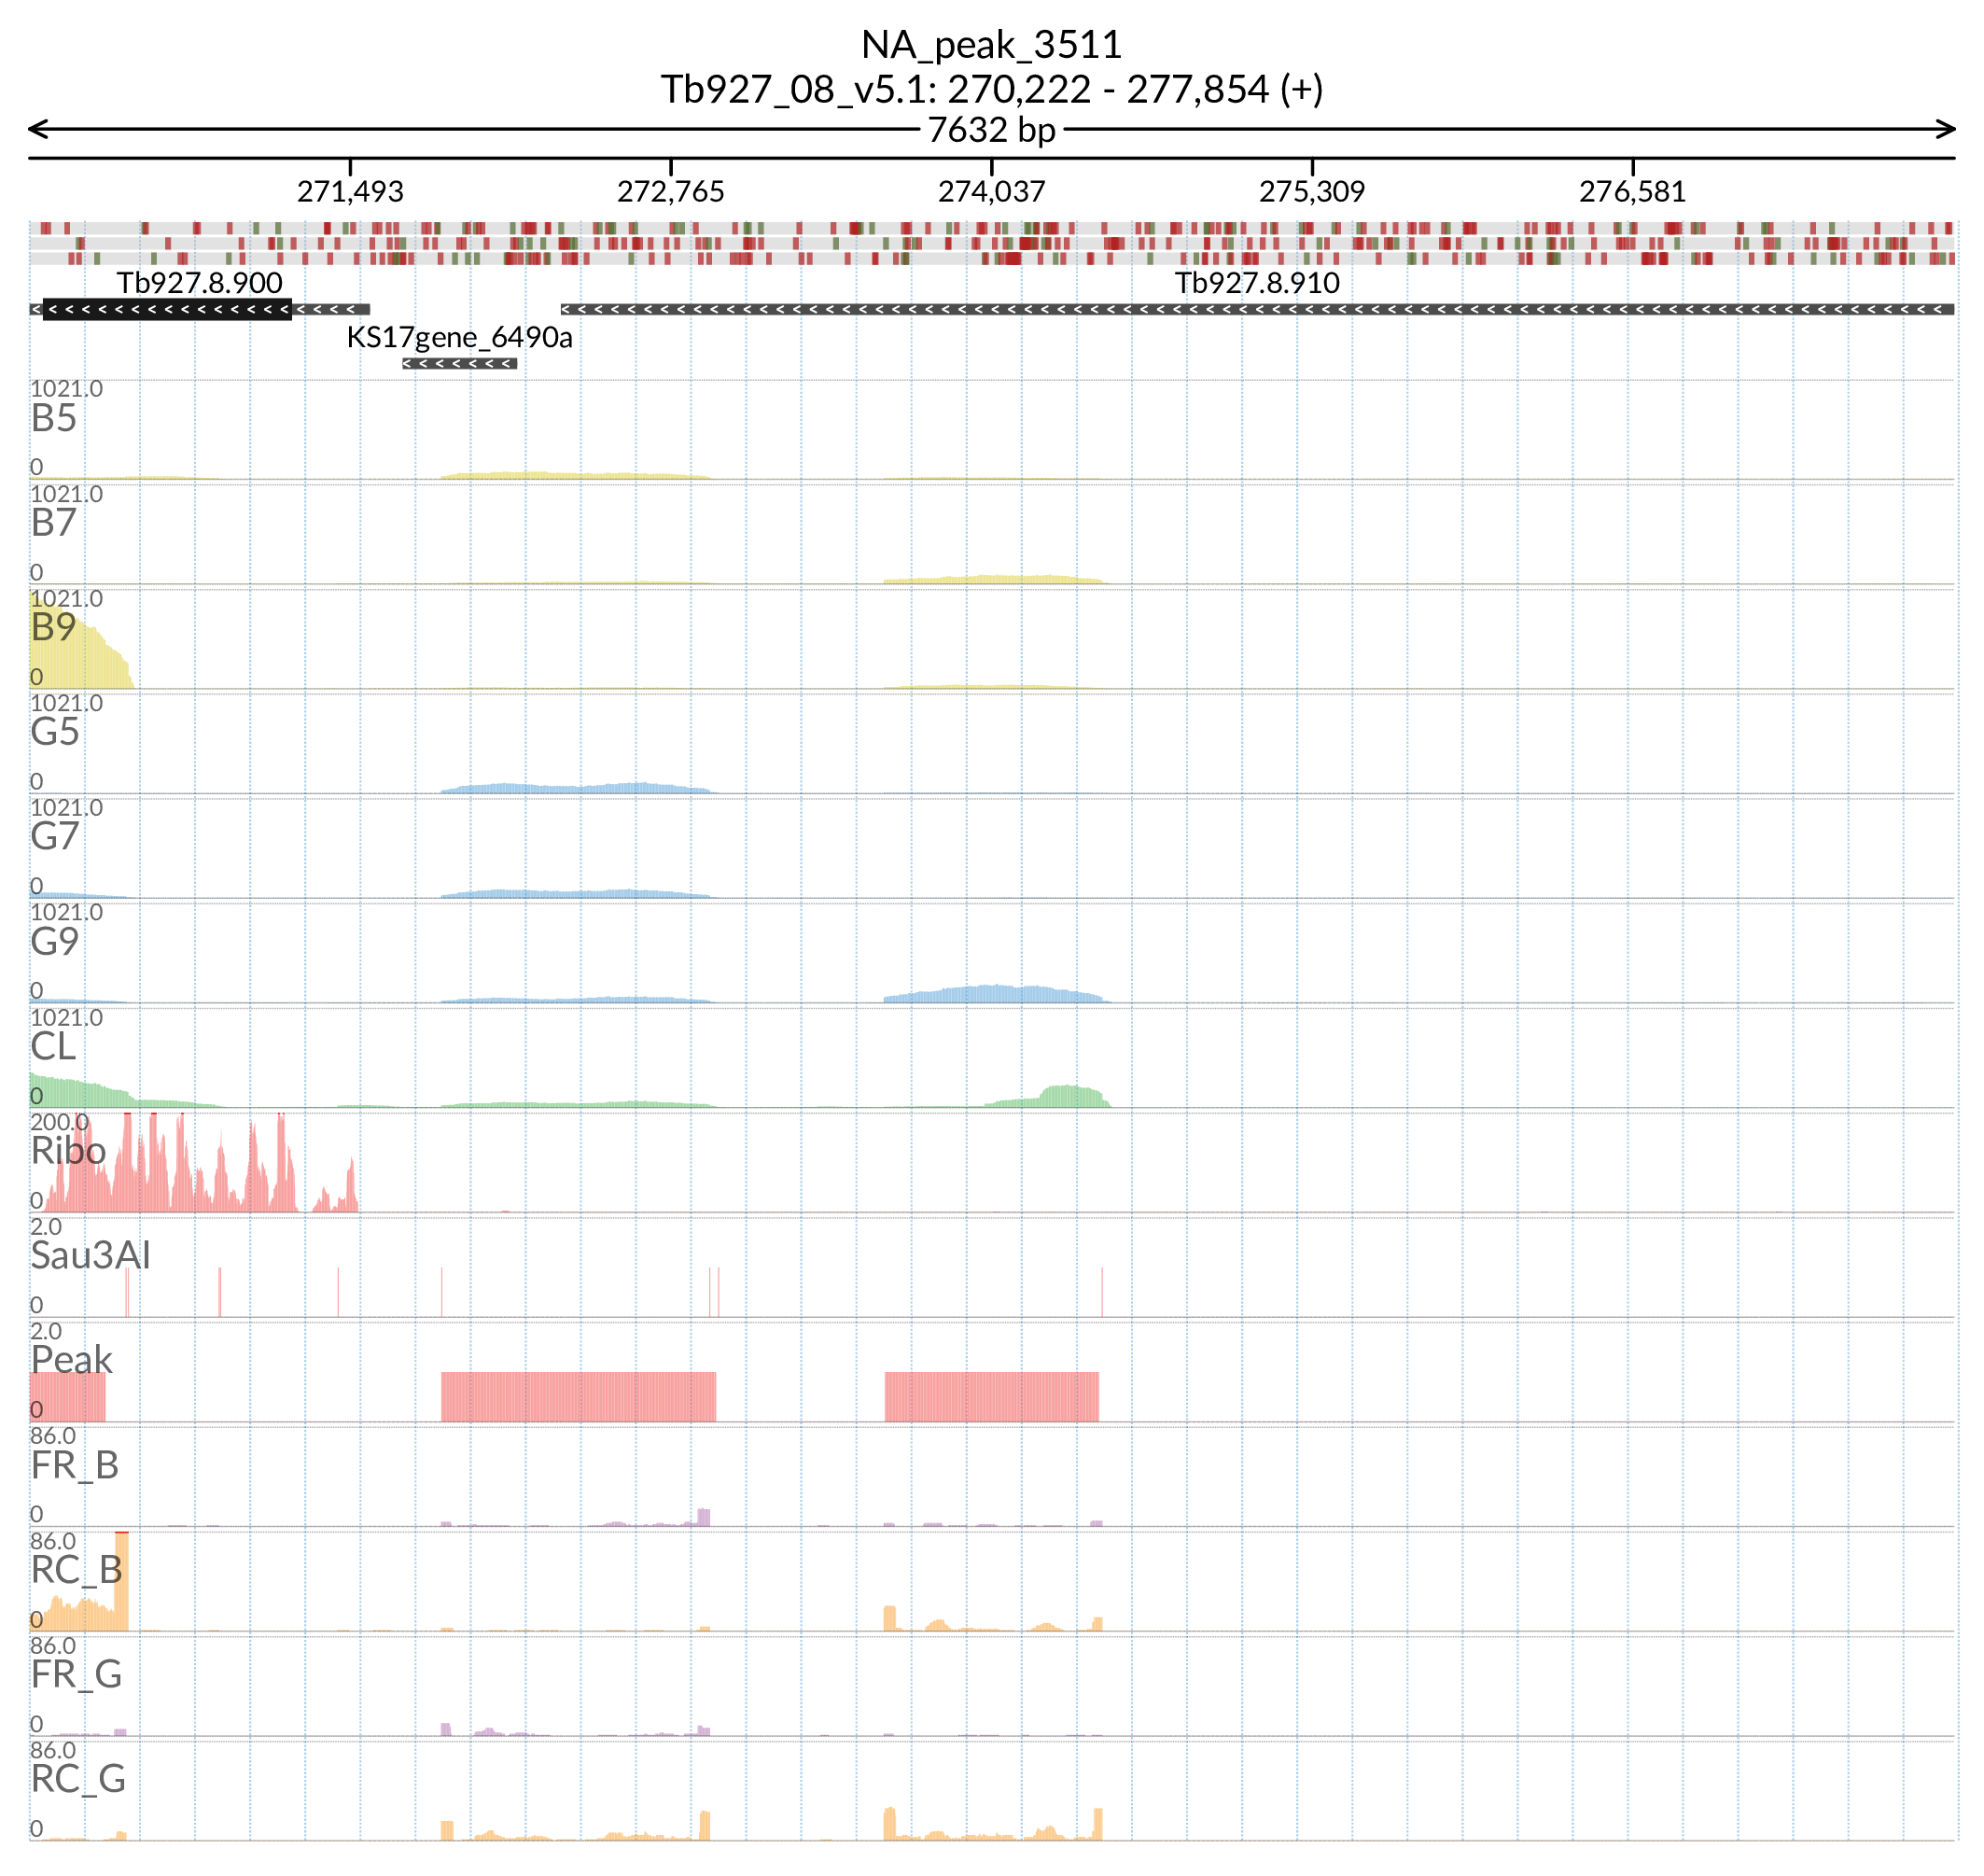 NA_peak_3511
Tb927_08_v5.1: 270,222 - 277,854 (+)
7632 bp
271,493 272,765 274,037 275,309 276,581
Tb927.8.900 Tb927.8.910
KS17gene_6490a
1021.0
B5
0
1021.0
B7
0
1021.0
B9
0
1021.0
G5
0
1021.0
G7
0
1021.0
G9
0
1021.0
CL
0
200.0
Ribo
0
2.0
Sau3AI
0
2.0
Peak
0
86.0
FR_B
0
86.0
RC_B
0
86.0
FR_G
0
86.0
RC_G
0